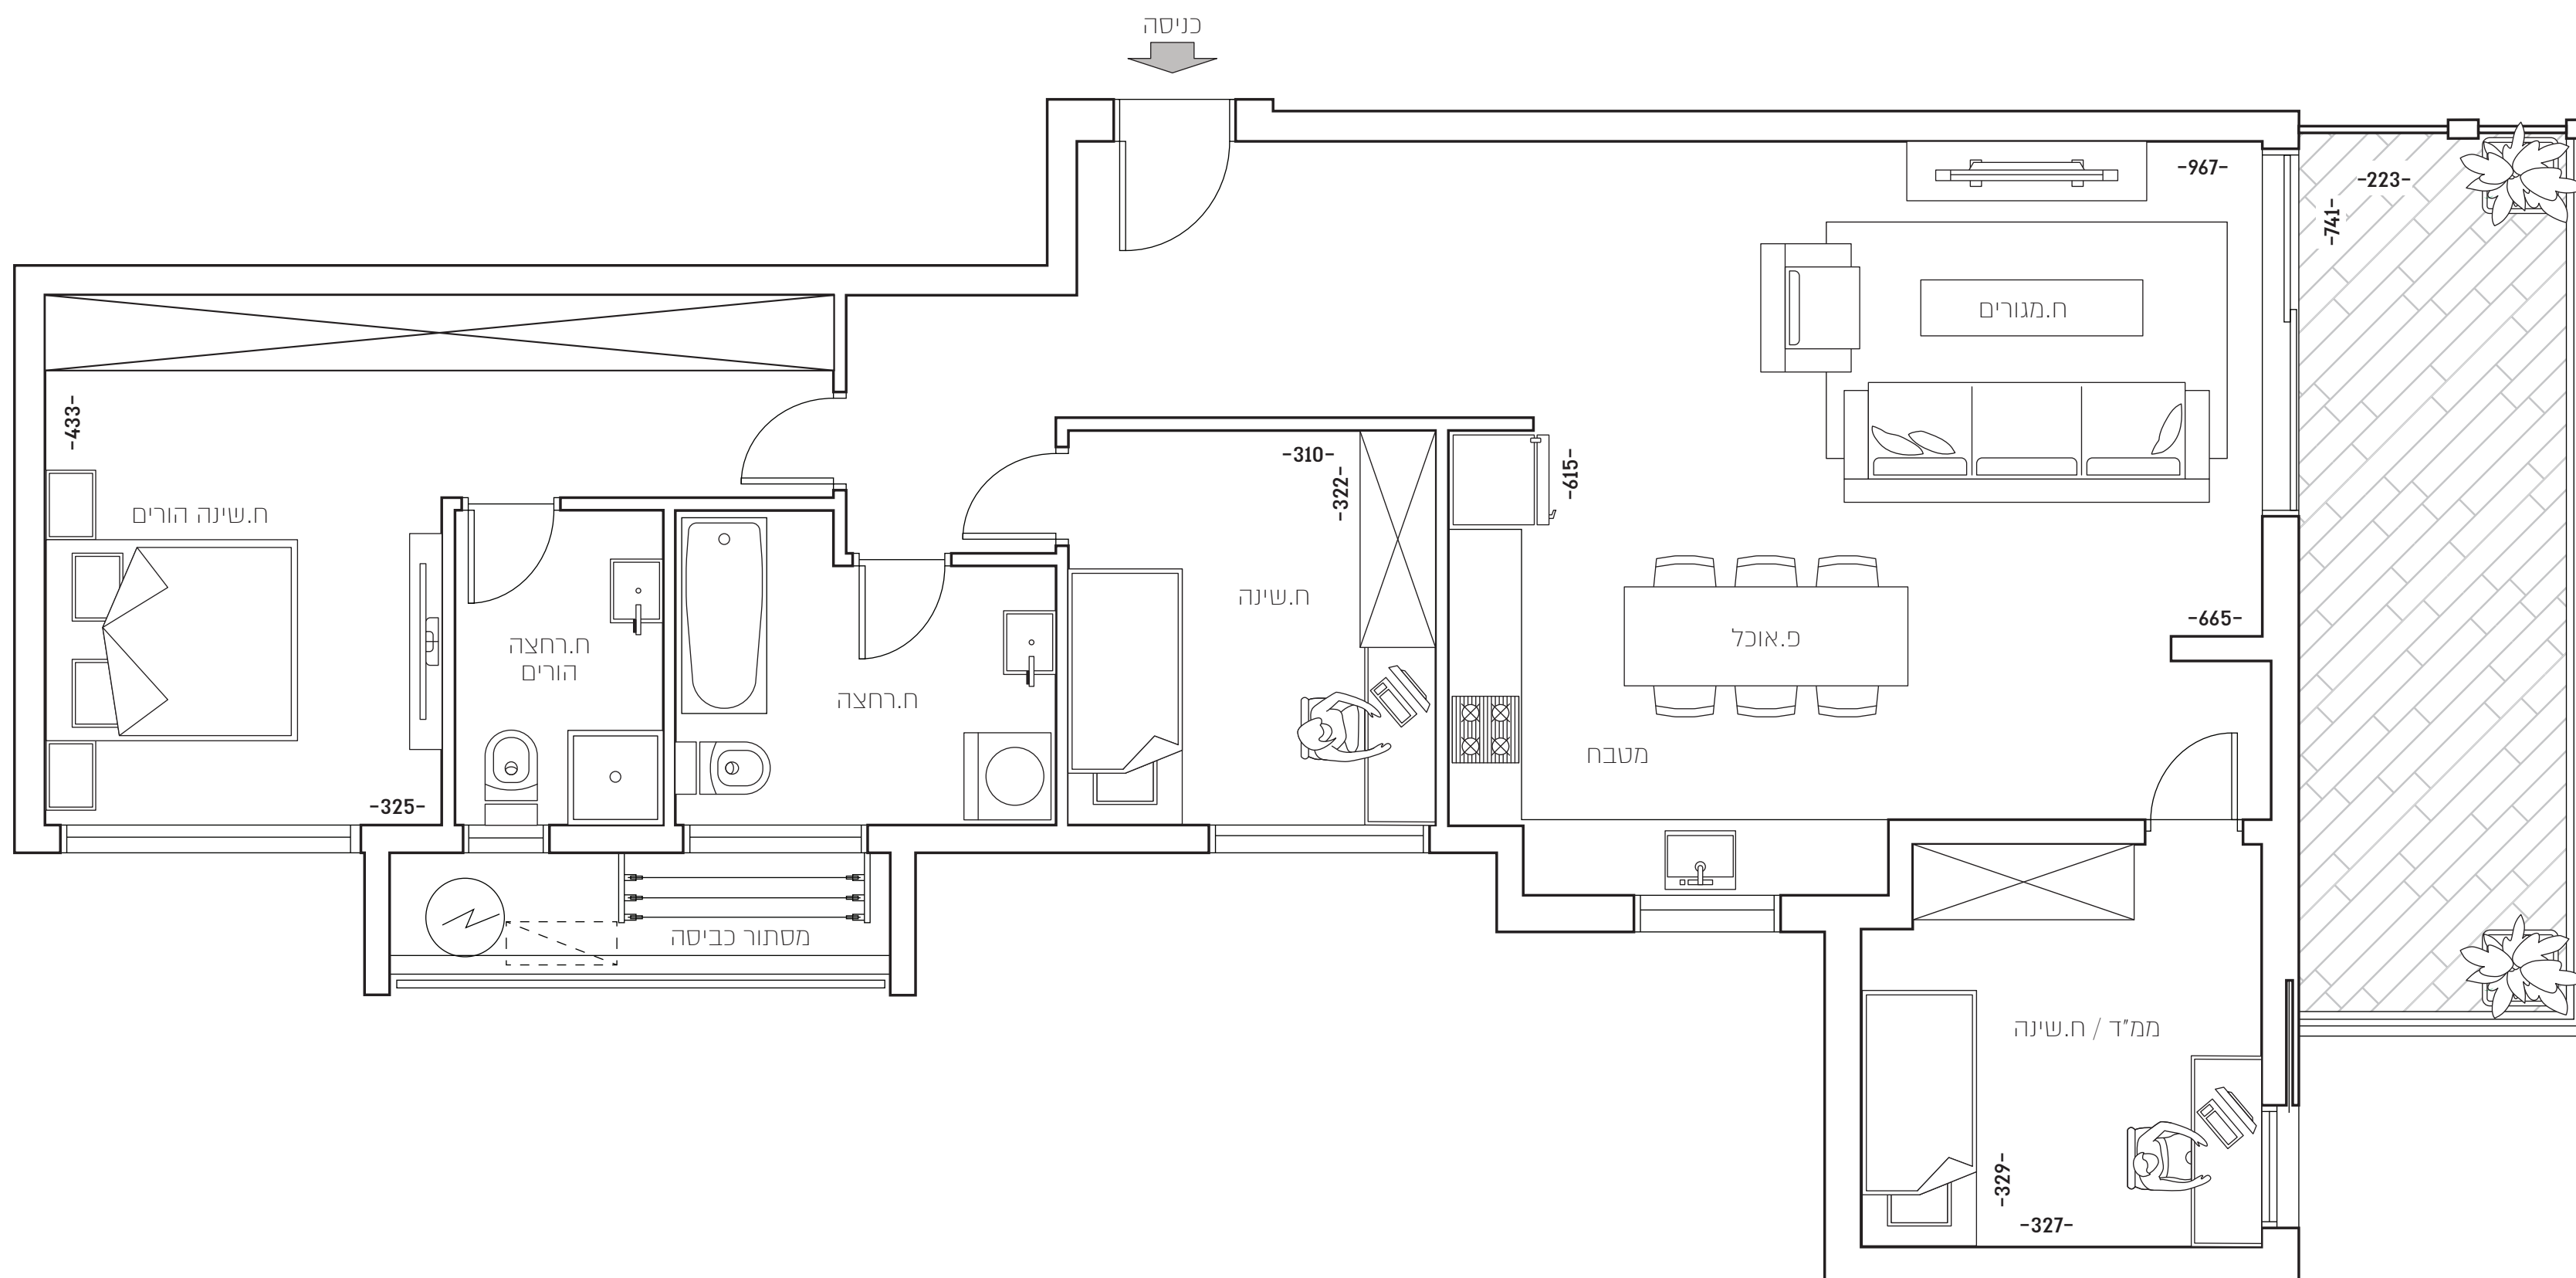 כניסה
-967-
-223-
-741-
ח.מגורים
-433-
-310-
-322-
-615-
ח.שינה הורים
ח.שינה
-665-
פ.אוכל
ח.רחצה
הורים
ח.רחצה
מטבח
-325-
מסתור כביסה
ממ"ד / ח.שינה
-329-
-327-